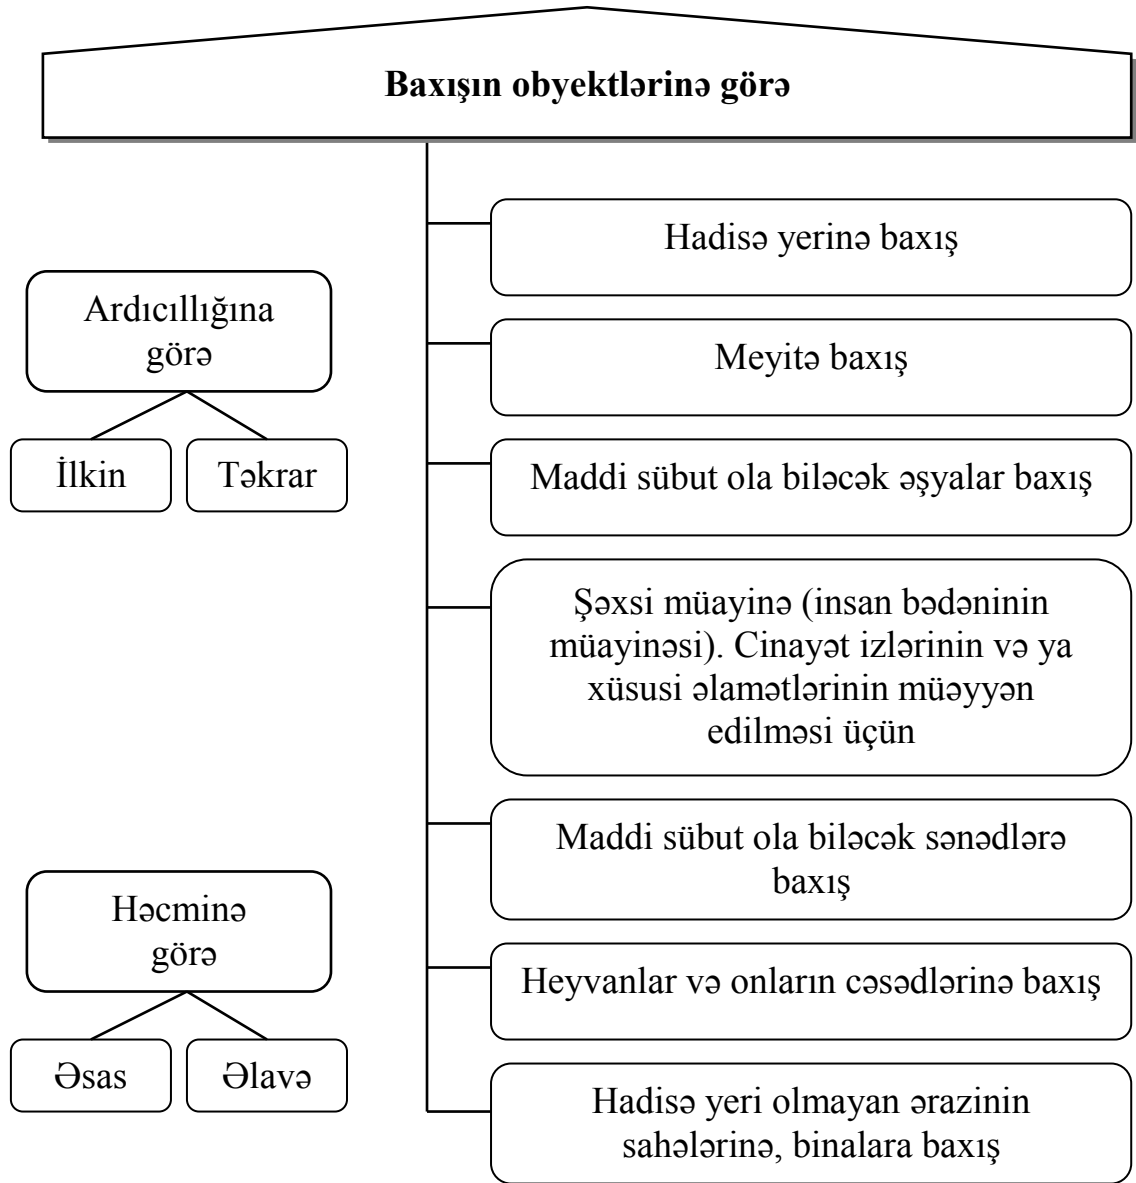 Baxışın obyektlərinə görə
Hadisə yerinə baxış
Ardıcıllığına
görə
İlkin
Təkrar
Meyitə baxış
Maddi sübut ola biləcək əşyalar baxış
Şəxsi müayinə (insan bədəninin
müayinəsi). Cinayət izlərinin və ya
xüsusi əlamətlərinin müəyyən
edilməsi üçün
Maddi sübut ola biləcək sənədlərə
baxış
Həcminə
görə
Əsas
Əlavə
Heyvanlar və onların cəsədlərinə baxış
Hadisə yeri olmayan ərazinin
sahələrinə, binalara baxış